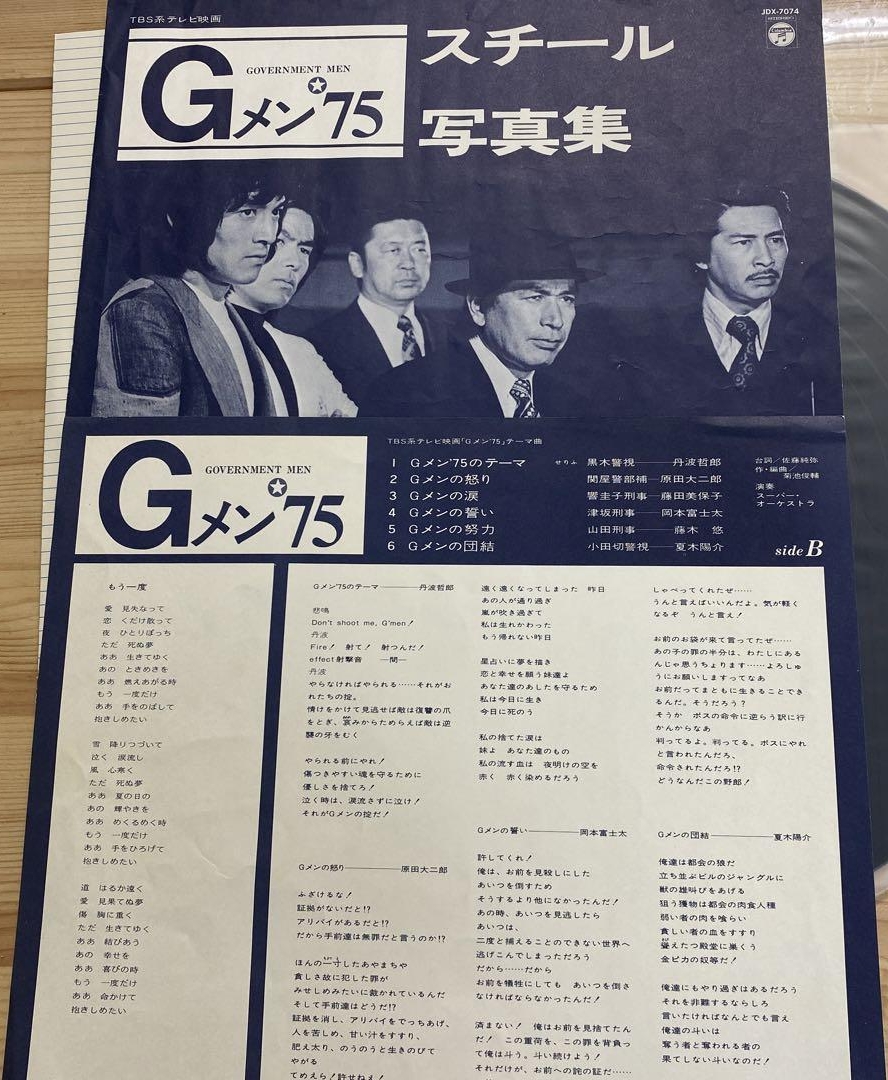 TBS系テレビ映画
GOVERNMENT MEN
Gメン'75
スチール
写真集
JDX-7074
Columbia
GOVERNMENT MEN
Gメン'75
TBS系テレビ映画「Gメン'75」テーマ曲
1 Gメン'75のテーマ せりふ 黒木警視——丹波哲郎
2 Gメンの怒り 関屋警部補—原田大二郎
3 Gメンの涙 響圭子刑事—藤田美保子
4 Gメンの誓い 津坂刑事——岡本富士太
5 Gメンの努力 山田刑事——藤木 悠
6 Gメンの団結 小田切警視—夏木陽介
台詞/佐藤純弥
作・編曲/
菊池俊輔
演奏
スーパー・
オーケストラ
side B
もう一度
愛 見失なって
恋 くだけ散って
夜 ひとりぼっち
ただ 死ぬ夢
ああ 生きてゆく
あの ときめきを
ああ 燃えあがる時
もう 一度だけ
ああ 手をのばして
抱きしめたい
雪 降りつづいて
泣く 涙流し
風 心寒く
ただ 死ぬ夢
ああ 夏の日の
あの 輝やきを
ああ めくるめく時
もう 一度だけ
ああ 手をひろげて
抱きしめたい
道 はるか遠く
愛 見果てぬ夢
傷 胸に重く
ただ 生きてゆく
ああ 結びあう
あの 幸せを
ああ 喜びの時
もう 一度だけ
ああ 命かけて
抱きしめたい
Gメン'75のテーマ————丹波哲郎
悲鳴
Don't shoot me, G'men!
丹波
Fire! 射て! 射つんだ!
effect射撃音 —間—
丹波
やらなければやられる……それがお
れたちの掟。
情けをかけて見逃せば敵は復讐の爪
をとぎ、哀みからためらえば敵は逆
襲の牙をむく
やられる前にやれ!
傷つきやすい魂を守るために
優しさを捨てろ!
泣く時は、涙流さずに泣け!
それがGメンの掟だ!
Gメンの怒り————原田大二郎
ふざけるな!
証拠がないだと!?
アリバイがあるだと!?
だから手前達は無罪だと言うのか!?
ほんの一寸したあやまちや
貧しさ故に犯した罪が
みせしめみたいに裁かれているんだ
そして手前達はどうだ!?
証拠を消し、アリバイをでっちあげ、
人を苦しめ、甘い汁をすすり、
肥え太り、のうのうと生きのびて
やがる
てめえら!許せねえ!
遠く遠くなってしまった 昨日
あの人が通り過ぎ
嵐が吹き過ぎて
私は生れかわった
もう帰れない昨日
星占いに夢を描き
恋と幸せを願う妹達よ
あなた達のあしたを守るため
私は今日に生き
今日に死のう
私の捨てた涙は
妹よ あなた達のもの
私の流す血は 夜明けの空を
赤く 赤く染めるだろう
Gメンの誓い————岡本富士太
許してくれ!
俺は、お前を見殺しにした
あいつを倒すため
そうするより他になかったんだ!
あの時、あいつを見逃したら
あいつは、
二度と捕えることのできない世界へ
逃げこんでしまっただろう
だから……だから
お前を犠牲にしても あいつを倒さ
なければならなかったんだ!
済まない! 俺はお前を見捨てたん
だ! この重荷を、この罪を背負っ
て俺は斗う。斗い続けよう!
それだけが、お前への詫の証だ……
しゃべってくれたぜ……
うんと言えばいいんだよ。気が軽く
なるぞ うんと言え!
お前のお袋が来て言ってたぜ……
あの子の罪の半分は、わたしにある
んじゃ思うちょります……よろしゅ
うにお願いしますってなあ
お前だってまともに生きることでき
るんだ。そうだろう?
そうか ボスの命令に逆らう訳に行
かんからなあ
判ってるよ。判ってる。ボスにやれ
と言われたんだろ、
命令されたんだろ!?
どうなんだこの野郎!
Gメンの団結————夏木陽介
俺達は都会の狼だ
立ち並ぶビルのジャングルに
獣の雄叫びをあげる
狙う獲物は都会の肉食人種
弱い者の肉を喰らい
貧しい者の血をすすり
聳えたつ殿堂に巣くう
金ピカの奴等だ!
俺達にもやり過ぎはあるだろう
それを非難するならしろ
言いたければなんとでも言え
俺達の斗いは
奪う者と奪われる者の
果てしない斗いなのだ!